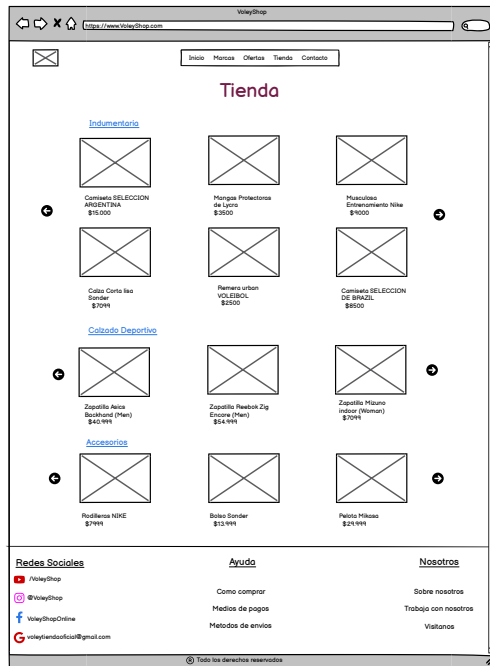 VoleyShop
https://www.VoleyShop.com
Inicio Marcas Ofertas Tienda Contacto
Tienda
Indumentaria
Camiseta SELECCION
ARGENTINA
$15.000
Mangas Protectoras
de Lycra
$3500
Musculosa
Entrenamiento Nike
$9000
Calza Corta lisa
Sonder
$7099
Remera urban
VOLEIBOL
$2500
Camiseta SELECCION
DE BRAZIL
$8500
Calzado Deportivo
Zapatilla Asics
Backhand (Men)
$40.999
Zapatilla Reebok Zig
Encore (Men)
$54.999
Zapatilla Mizuno
indoor (Woman)
$7099
Accesorios
Rodilleras NIKE
$7999
Bolso Sonder
$13.999
Pelota Mikasa
$29.999
Redes Sociales
/VoleyShop
@VoleyShop
VoleyShopOnline
voleytiendaoficial@gmail.com
Ayuda
Como comprar
Medios de pagos
Metodos de envios
Nosotros
Sobre nosotros
Trabaja con nosotros
Visitanos
© Todo los derechos reservados